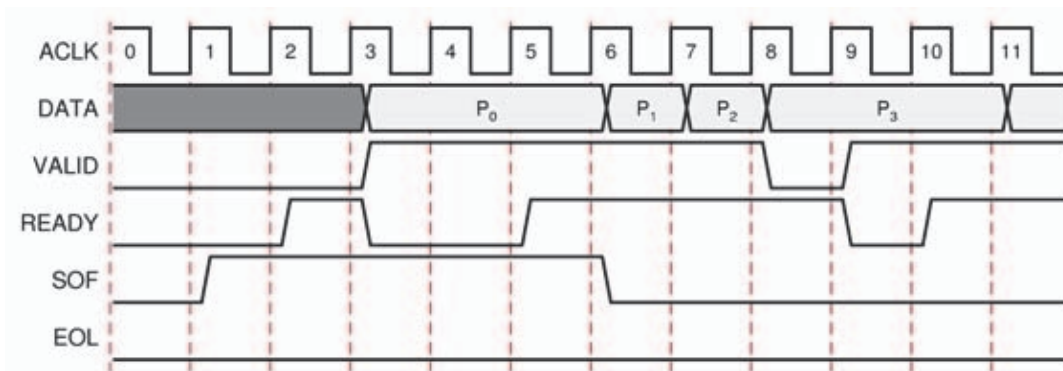 ACLK 0 1 2 3 4 5 6 7 8 9 10 11
DATA P₀ P₁ P₂ P₃
VALID
READY
SOF
EOL